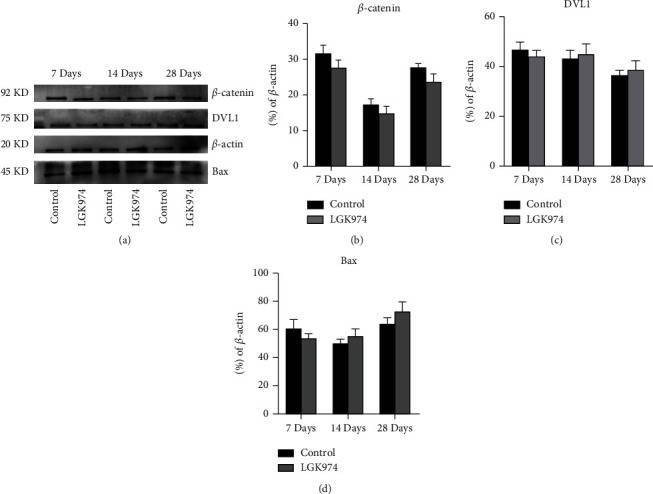 7 Days 14 Days 28 Days
92 KD β-catenin
75 KD DVL1
20 KD β-actin
45 KD Bax
Control LGK974 Control LGK974 Control LGK974
(a)
β-catenin
(%) of β-actin
40
30
20
10
0
7 Days 14 Days 28 Days
Control
LGK974
(b)
DVL1
(%) of β-actin
60
40
20
0
7 Days 14 Days 28 Days
Control
LGK974
(c)
Bax
(%) of β-actin
100
80
60
40
20
0
7 Days 14 Days 28 Days
Control
LGK974
(d)